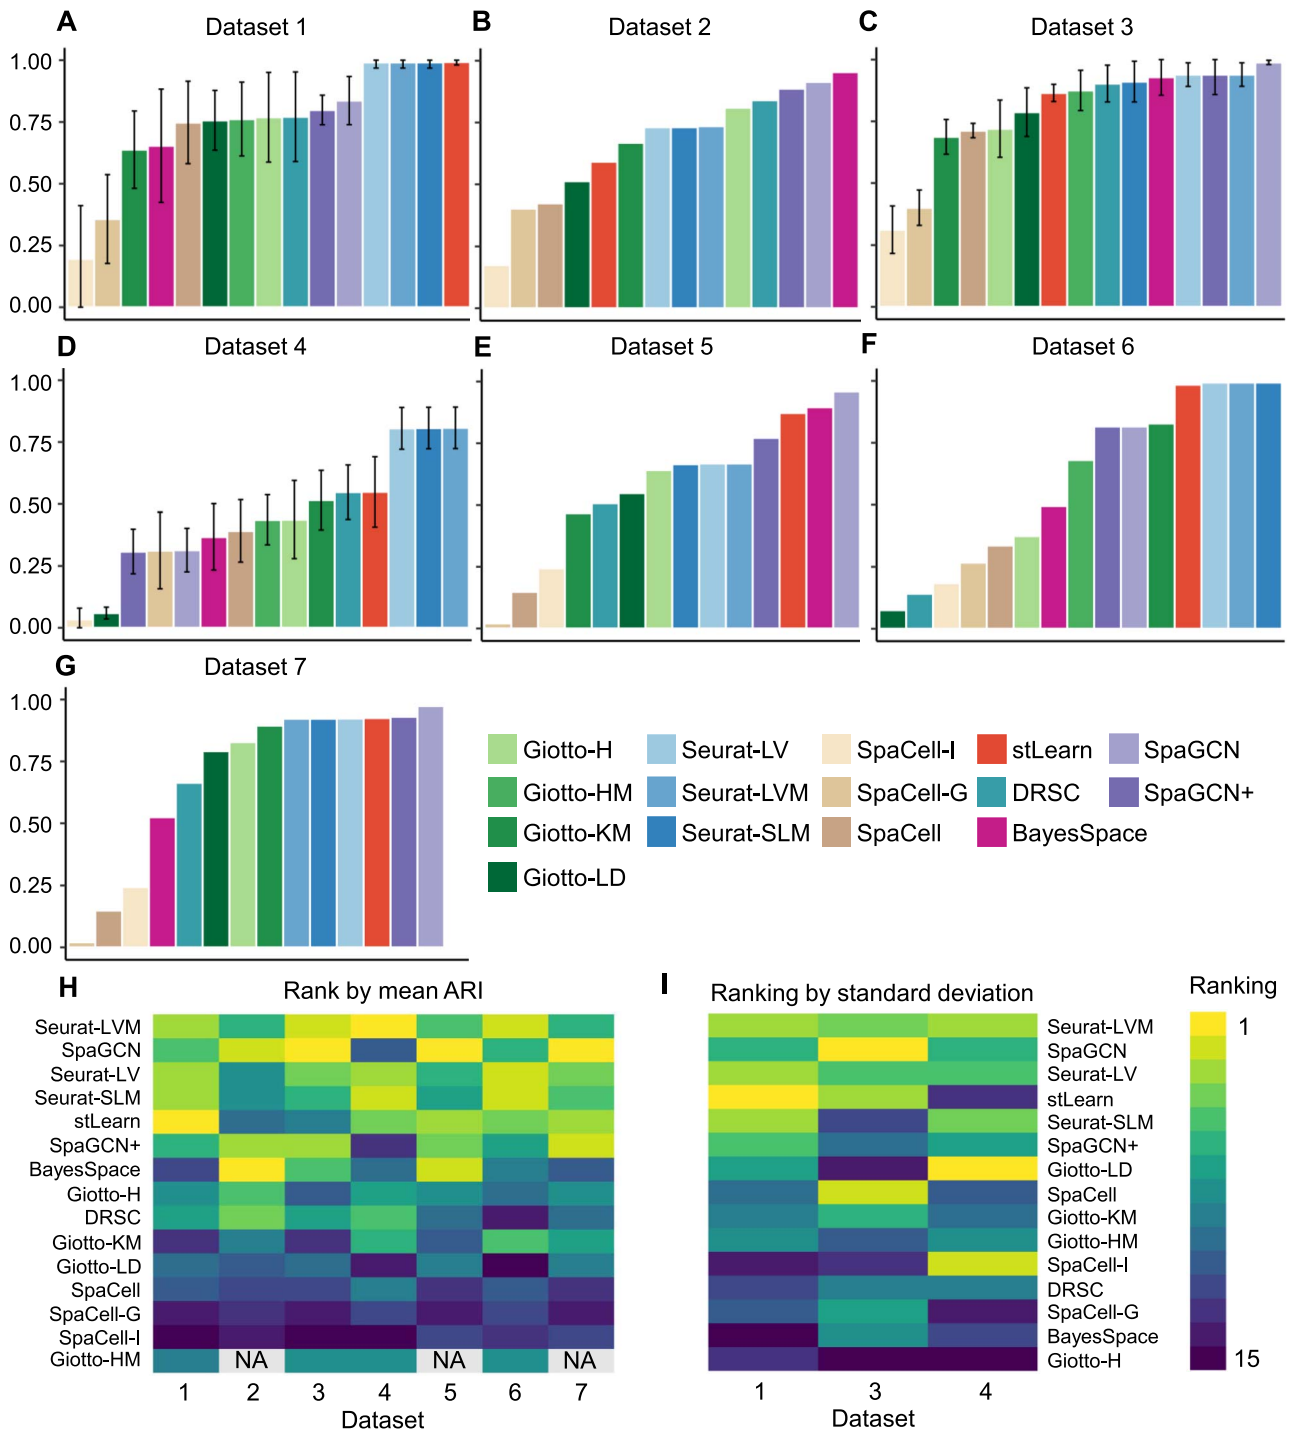 A
Dataset 1
B
Dataset 2
C
Dataset 3
1.00
0.75
0.50
0.25
0.00
D
Dataset 4
E
Dataset 5
F
Dataset 6
1.00
0.75
0.50
0.25
0.00
G
Dataset 7
1.00
0.75
0.50
0.25
0.00
Giotto-H
Seurat-LV
SpaCell-I
stLearn
SpaGCN
Giotto-HM
Seurat-LVM
SpaCell-G
DRSC
SpaGCN+
Giotto-KM
Seurat-SLM
SpaCell
BayesSpace
Giotto-LD
H
Rank by mean ARI
Seurat-LVM
SpaGCN
Seurat-LV
Seurat-SLM
stLearn
SpaGCN+
BayesSpace
Giotto-H
DRSC
Giotto-KM
Giotto-LD
SpaCell
SpaCell-G
SpaCell-I
Giotto-HM
NA
NA
NA
1 2 3 4 5 6 7
Dataset
I
Ranking by standard deviation
Seurat-LVM
SpaGCN
Seurat-LV
stLearn
Seurat-SLM
SpaGCN+
Giotto-LD
SpaCell
Giotto-KM
Giotto-HM
SpaCell-I
DRSC
SpaCell-G
BayesSpace
Giotto-H
1 3 4
Dataset
Ranking
1
15